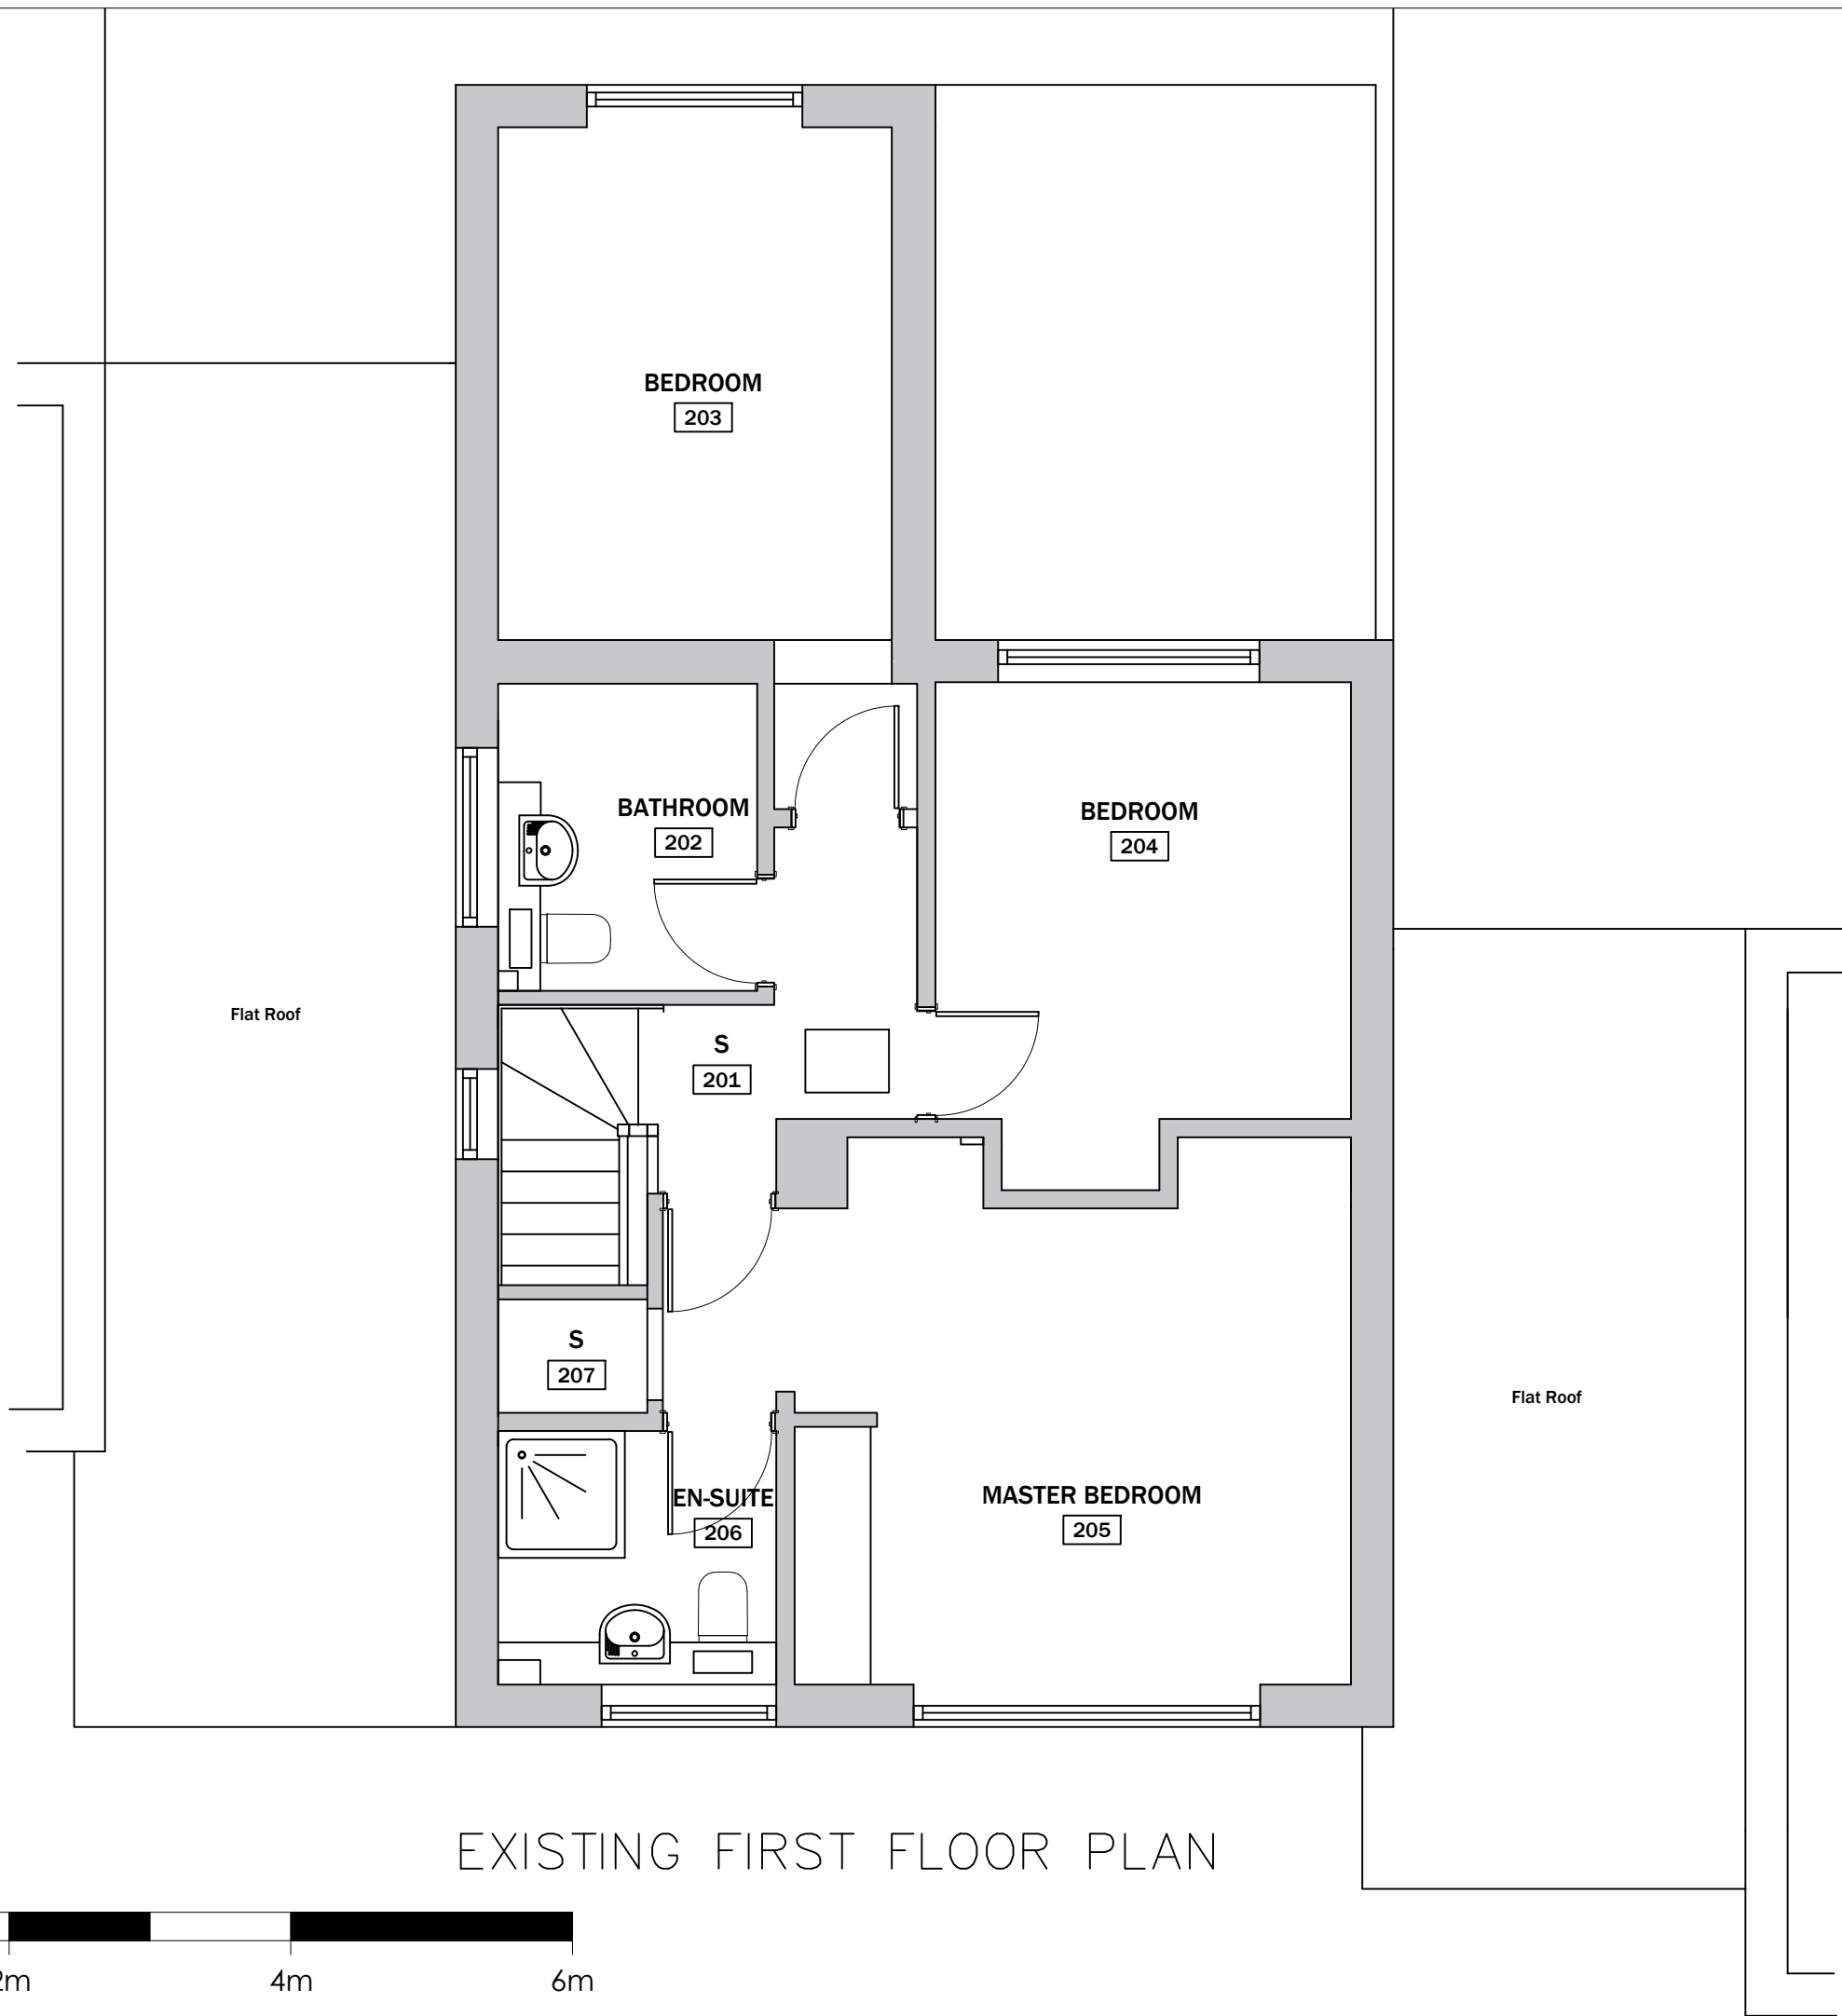 BEDROOM
203
BATHROOM
202
BEDROOM
204
Flat Roof
S
201
S
207
Flat Roof
EN-SUITE
206
MASTER BEDROOM
205
EXISTING FIRST FLOOR PLAN
2m
4m
6m